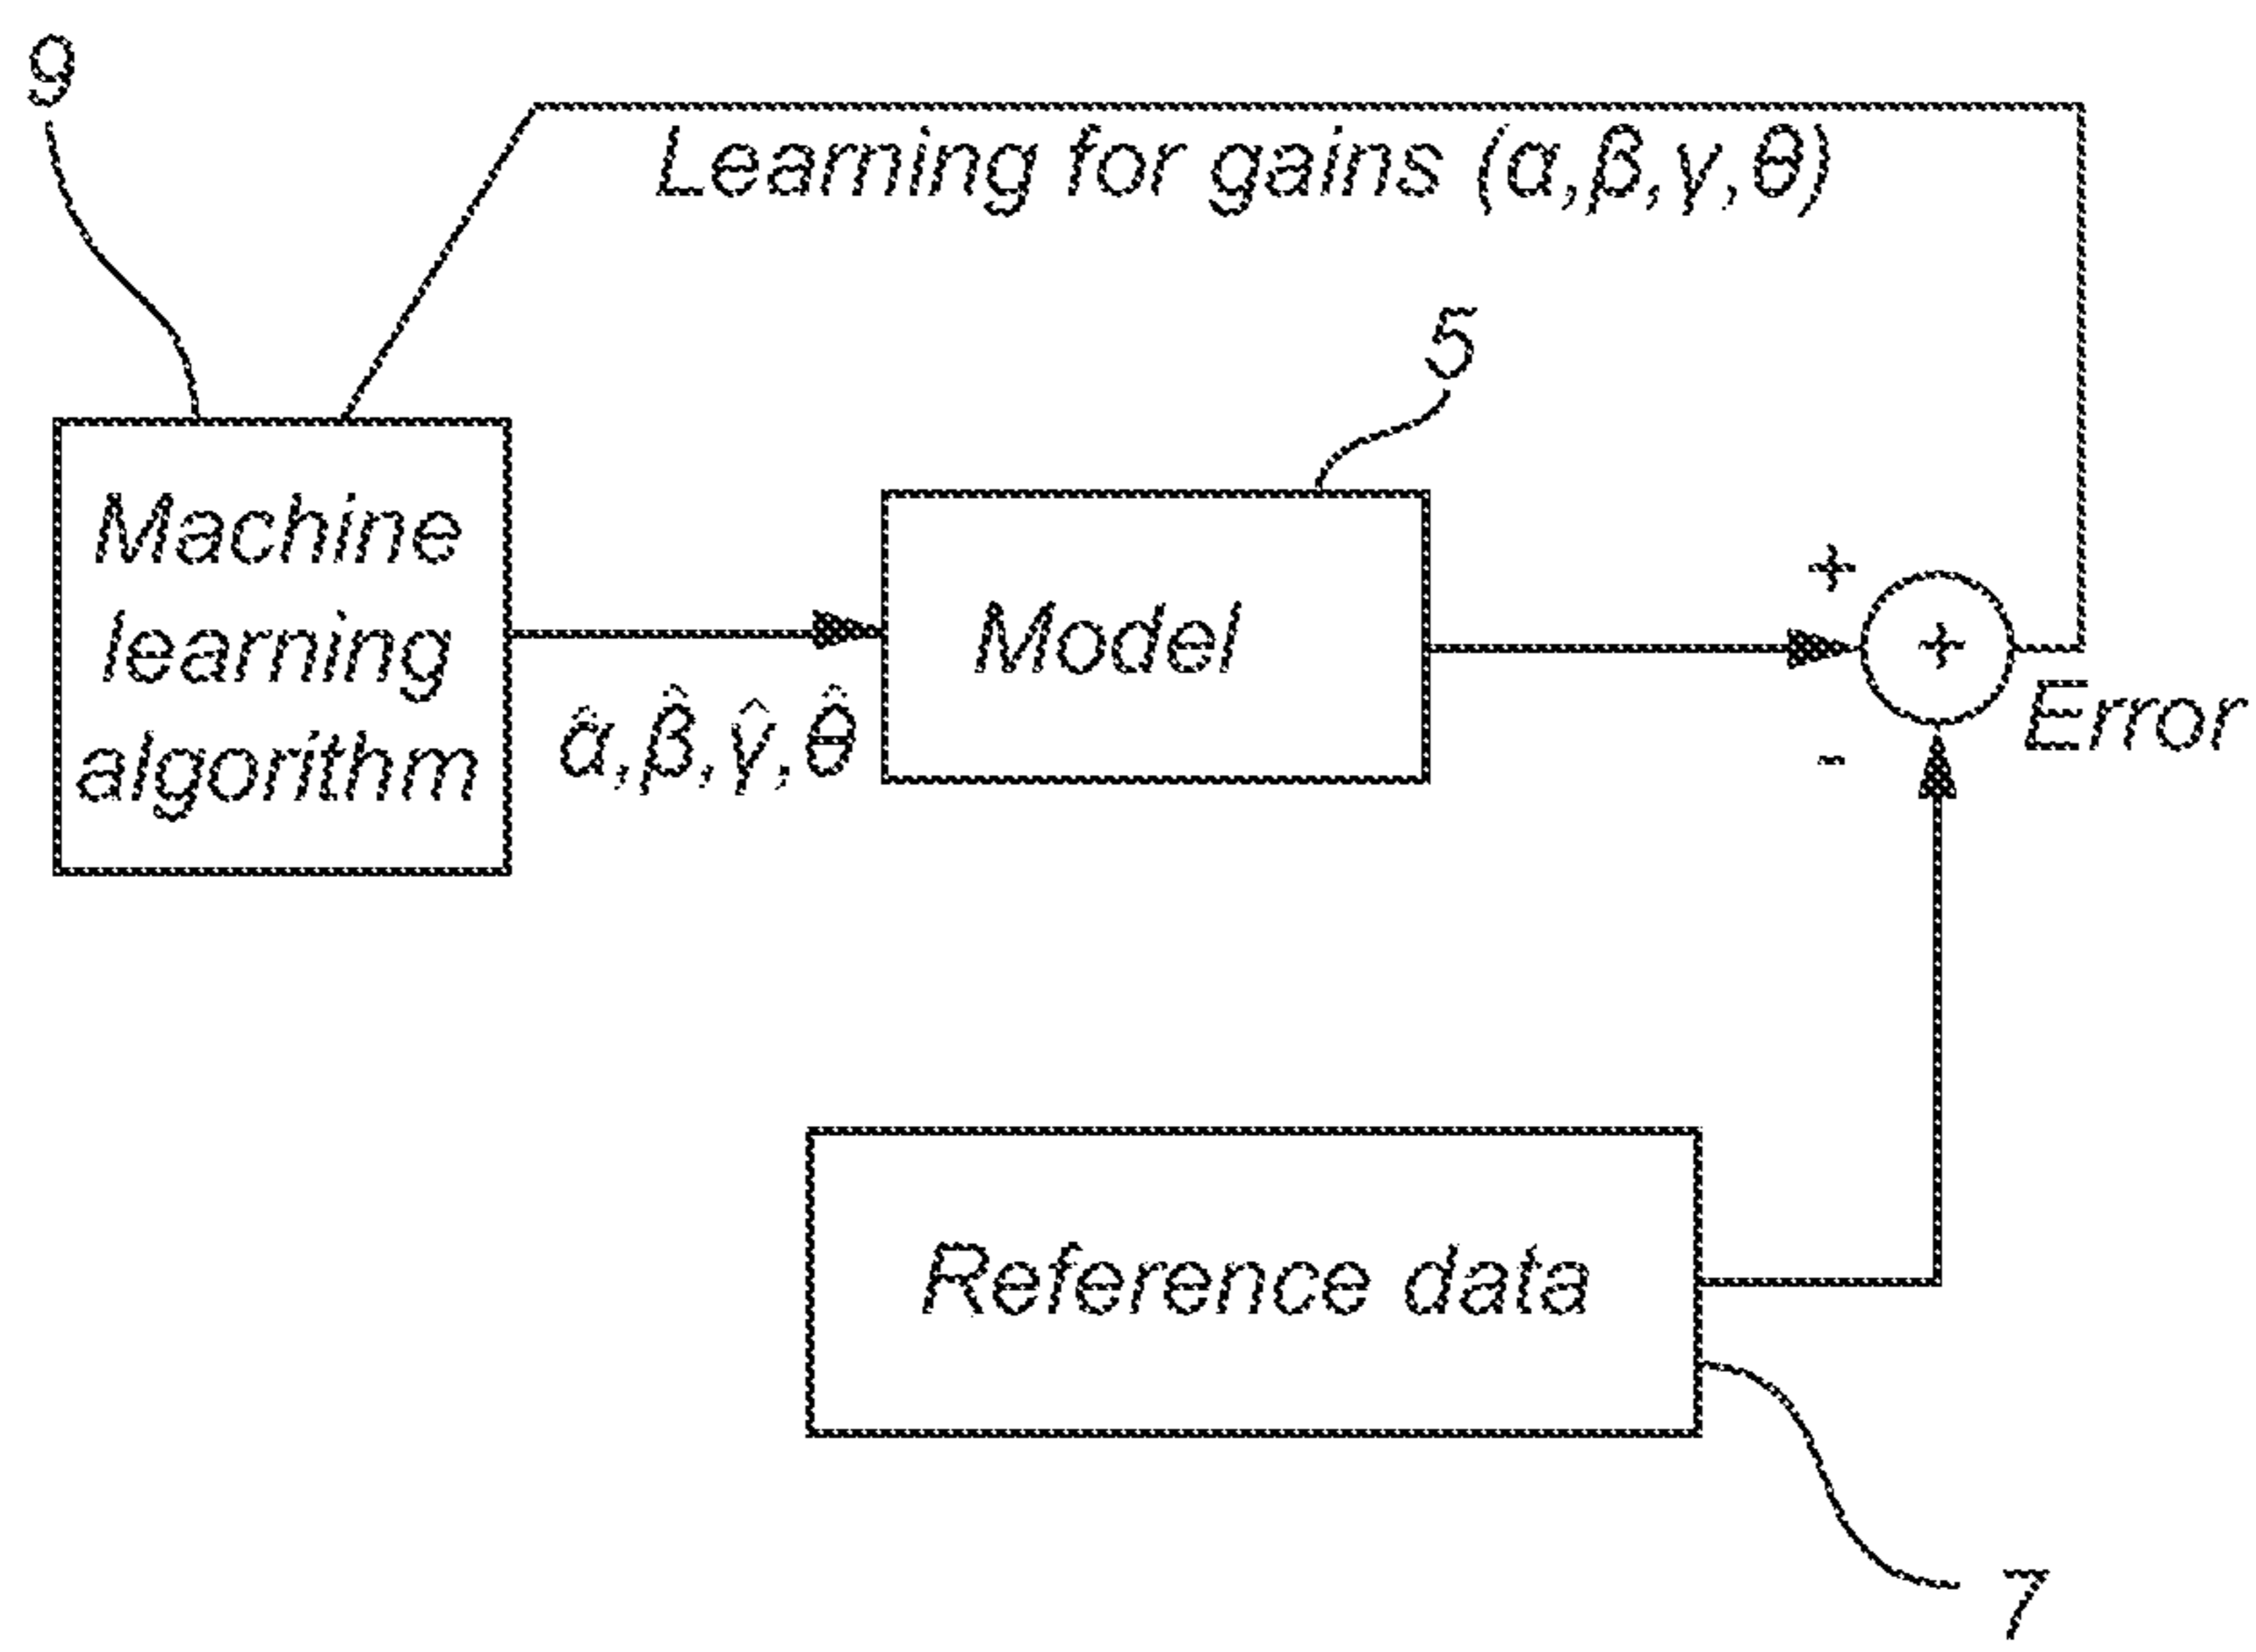 9
Learning for gains (α,β,γ,θ)
5
Machine
learning
algorithm
Model
+
+
Error
-
α̂,β̂,γ̂,θ̂
Reference data
7